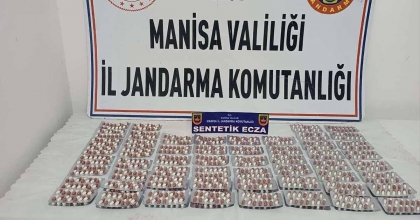 MANİSA VALİLİĞİ
İL JANDARMA KOMUTANLIĞI
SENTETİK ECZA